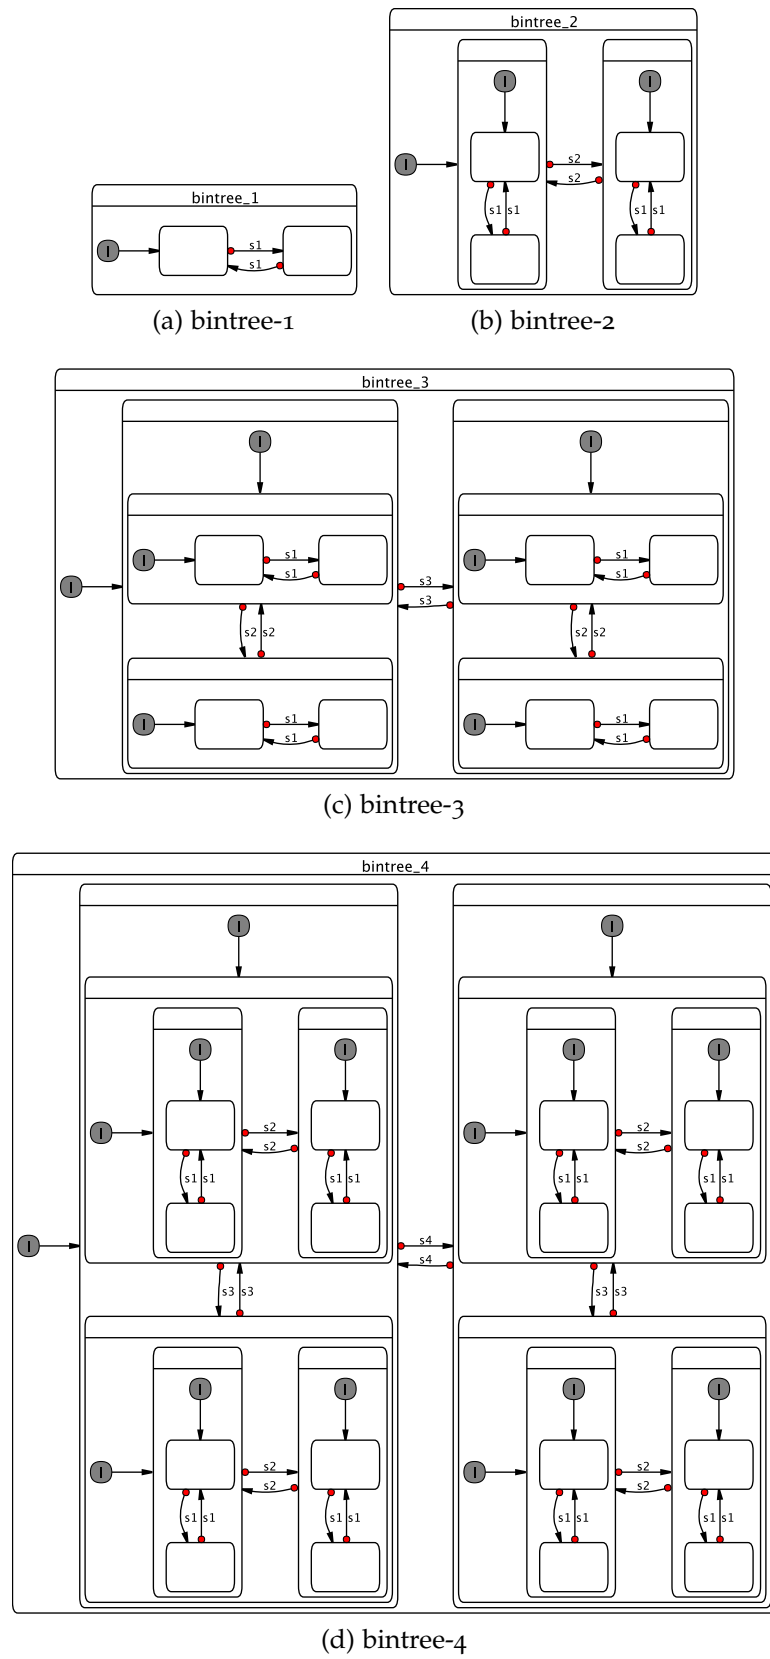 bintree_2
I I
s2
I
s2
s1 s1 s1 s1
bintree_1
I s1
s1
(a) bintree-1 (b) bintree-2
bintree_3
I I
I s1 I s1
s1 s1
I s3
s3
s2 s2 s2 s2
I s1 I s1
s1 s1
(c) bintree-3
bintree_4
I I
I I I I
I s2 I s2
s2 s2
s1 s1 s1 s1 s1 s1 s1 s1
I s4
s4
s3 s3 s3 s3
I I I I
I s2 I s2
s2 s2
s1 s1 s1 s1 s1 s1 s1 s1
(d) bintree-4